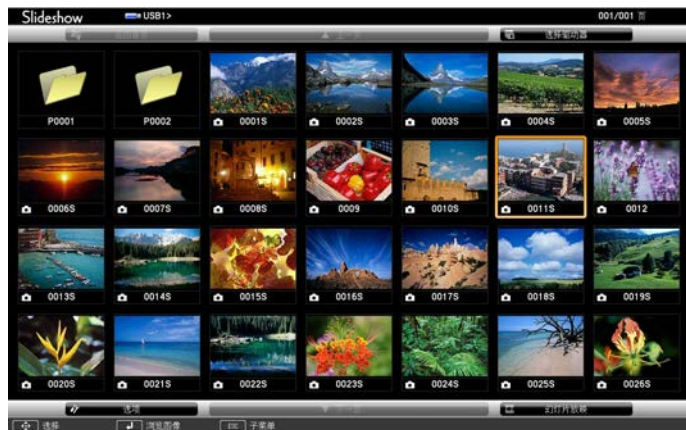 Slideshow USB1> 001/001 页
选择驱动器
P0001 P0002 0001S 0002S 0003S 0004S 0005S
0006S 0007S 0008S 0009 0010S 0011S 0012
0013S 0014S 0015S 0016S 0017S 0018S 0019S
0020S 0021S 0022S 0023S 0024S 0025S 0026S
选项 幻灯片放映
选择 浏览图像 ESC 子菜单